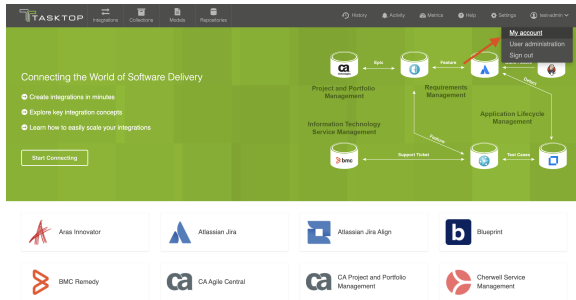 TASKTOP
Integrations
Collections
Models
Repositories
History
Activity
Metrics
Help
Settings
My account
User administration
Sign out
Connecting the World of Software Delivery
Create integrations in minutes
Explore key integration concepts
Learn how to easily scale your integrations
Start Connecting
ca
Epic
Feature
Project and Portfolio
Management
Requirements
Management
Defect
Information Technology
Service Management
Application Lifecycle
Management
Feature
bmc
Support Ticket
Test Cases
Aras Innovator
Atlassian Jira
Atlassian Jira Align
b
Blueprint
BMC Remedy
ca
CA Agile Central
ca
CA Project and Portfolio
Management
Cherwell Service
Management